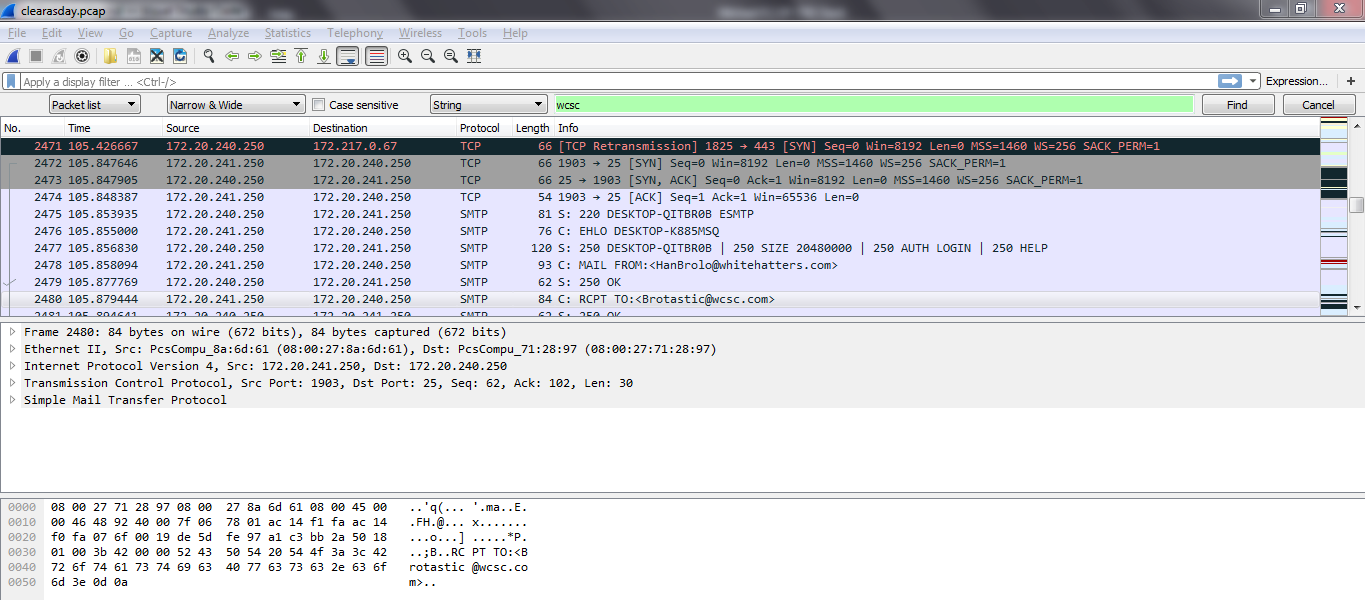 clearasday.pcap
File Edit View Go Capture Analyze Statistics Telephony Wireless Tools Help
Apply a display filter ... <Ctrl-/> Expression... +
Packet list Narrow & Wide Case sensitive String wcsc Find Cancel
No. Time Source Destination Protocol Length Info
2471 105.426667 172.20.240.250 172.217.0.67 TCP 66 [TCP Retransmission] 1825 → 443 [SYN] Seq=0 Win=8192 Len=0 MSS=1460 WS=256 SACK_PERM=1
2472 105.847646 172.20.241.250 172.20.240.250 TCP 66 1903 → 25 [SYN] Seq=0 Win=8192 Len=0 MSS=1460 WS=256 SACK_PERM=1
2473 105.847905 172.20.240.250 172.20.241.250 TCP 66 25 → 1903 [SYN, ACK] Seq=0 Ack=1 Win=8192 Len=0 MSS=1460 WS=256 SACK_PERM=1
2474 105.848387 172.20.241.250 172.20.240.250 TCP 54 1903 → 25 [ACK] Seq=1 Ack=1 Win=65536 Len=0
2475 105.853935 172.20.240.250 172.20.241.250 SMTP 81 S: 220 DESKTOP-QITBR0B ESMTP
2476 105.855000 172.20.241.250 172.20.240.250 SMTP 76 C: EHLO DESKTOP-K885MSQ
2477 105.856830 172.20.240.250 172.20.241.250 SMTP 120 S: 250 DESKTOP-QITBR0B | 250 SIZE 20480000 | 250 AUTH LOGIN | 250 HELP
2478 105.858094 172.20.241.250 172.20.240.250 SMTP 93 C: MAIL FROM:<HanBrolo@whitehatters.com>
2479 105.877769 172.20.240.250 172.20.241.250 SMTP 62 S: 250 OK
2480 105.879444 172.20.241.250 172.20.240.250 SMTP 84 C: RCPT TO:<Brotastic@wcsc.com>
2481 105.894641 172.20.240.250 172.20.241.250 SMTP 62 S: 250 OK
Frame 2480: 84 bytes on wire (672 bits), 84 bytes captured (672 bits)
Ethernet II, Src: PcsCompu_8a:6d:61 (08:00:27:8a:6d:61), Dst: PcsCompu_71:28:97 (08:00:27:71:28:97)
Internet Protocol Version 4, Src: 172.20.241.250, Dst: 172.20.240.250
Transmission Control Protocol, Src Port: 1903, Dst Port: 25, Seq: 62, Ack: 102, Len: 30
Simple Mail Transfer Protocol
0000 08 00 27 71 28 97 08 00 27 8a 6d 61 08 00 45 00 ..'q(... '.ma..E.
0010 00 46 48 92 40 00 7f 06 78 01 ac 14 f1 fa ac 14 .FH.@... x.......
0020 f0 fa 07 6f 00 19 de 5d fe 97 a1 c3 bb 2a 50 18 ...o...] .....*P.
0030 01 00 3b 42 00 00 52 43 50 54 20 54 4f 3a 3c 42 ..;B..RC PT TO:<B
0040 72 6f 74 61 73 74 69 63 40 77 63 73 63 2e 63 6f rotastic @wcsc.co
0050 6d 3e 0d 0a m>..